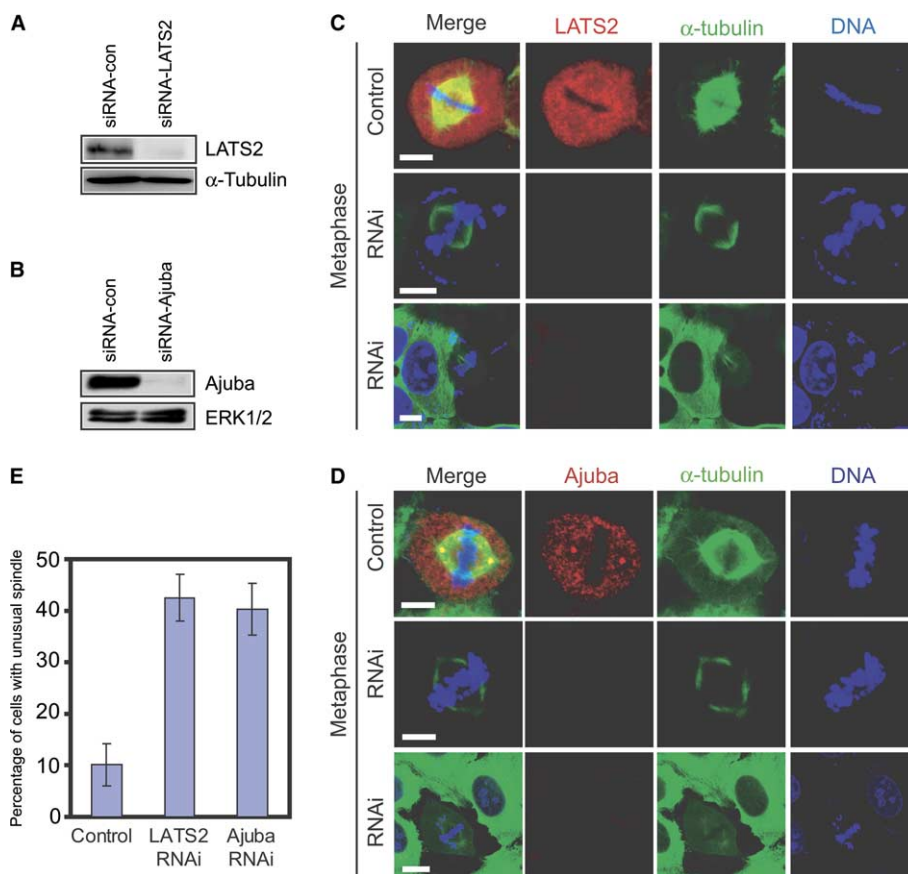 A
siRNA-con
siRNA-LATS2
LATS2
α-Tubulin
B
siRNA-con
siRNA-Ajuba
Ajuba
ERK1/2
E
Percentage of cells with unusual spindle
50
40
30
20
10
0
Control
LATS2
RNAi
Ajuba
RNAi
C
Merge
LATS2
α-tubulin
DNA
Metaphase
Control
RNAi
RNAi
D
Merge
Ajuba
α-tubulin
DNA
Metaphase
Control
RNAi
RNAi